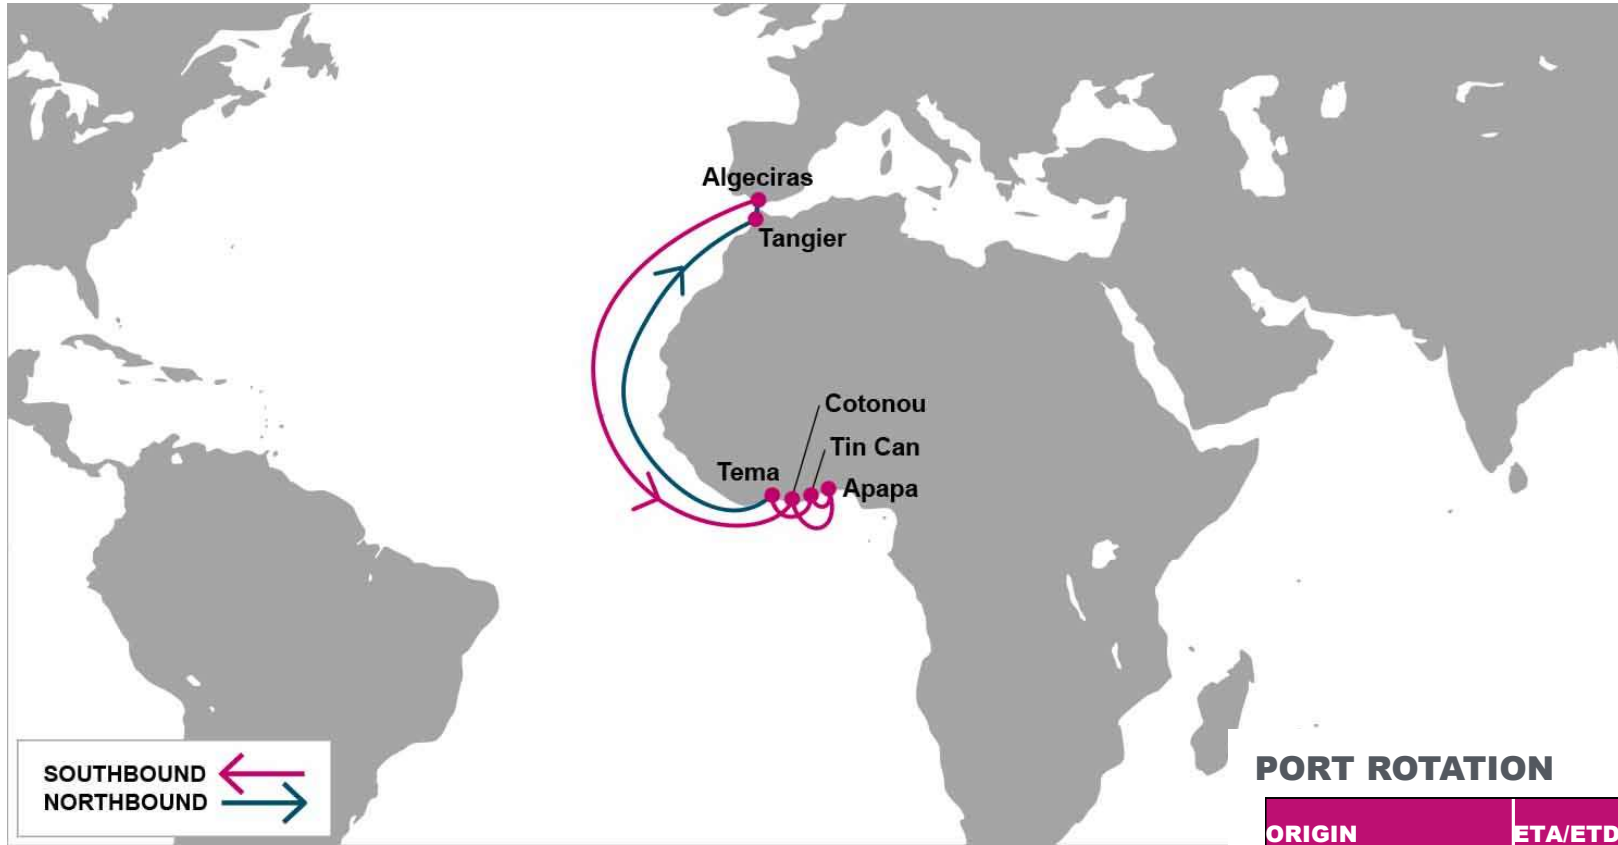 Algeciras
Tangier
Cotonou
Tin Can
Tema
Apapa
SOUTHBOUND
NORTHBOUND
PORT ROTATION
ORIGIN ETA/ETD